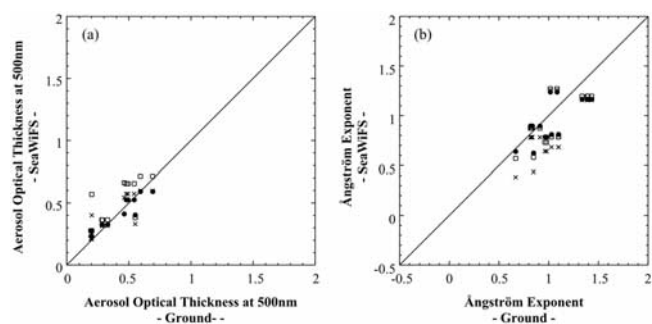 (a)
2
1.5
1
0.5
0
0
0.5
1
1.5
2
Aerosol Optical Thickness at 500nm
- SeaWiFS -
Aerosol Optical Thickness at 500nm
- Ground- -
(b)
2
1.5
1
0.5
0
-0.5
-0.5
0
0.5
1
1.5
2
Ångström Exponent
- SeaWiFS -
Ångström Exponent
- Ground -